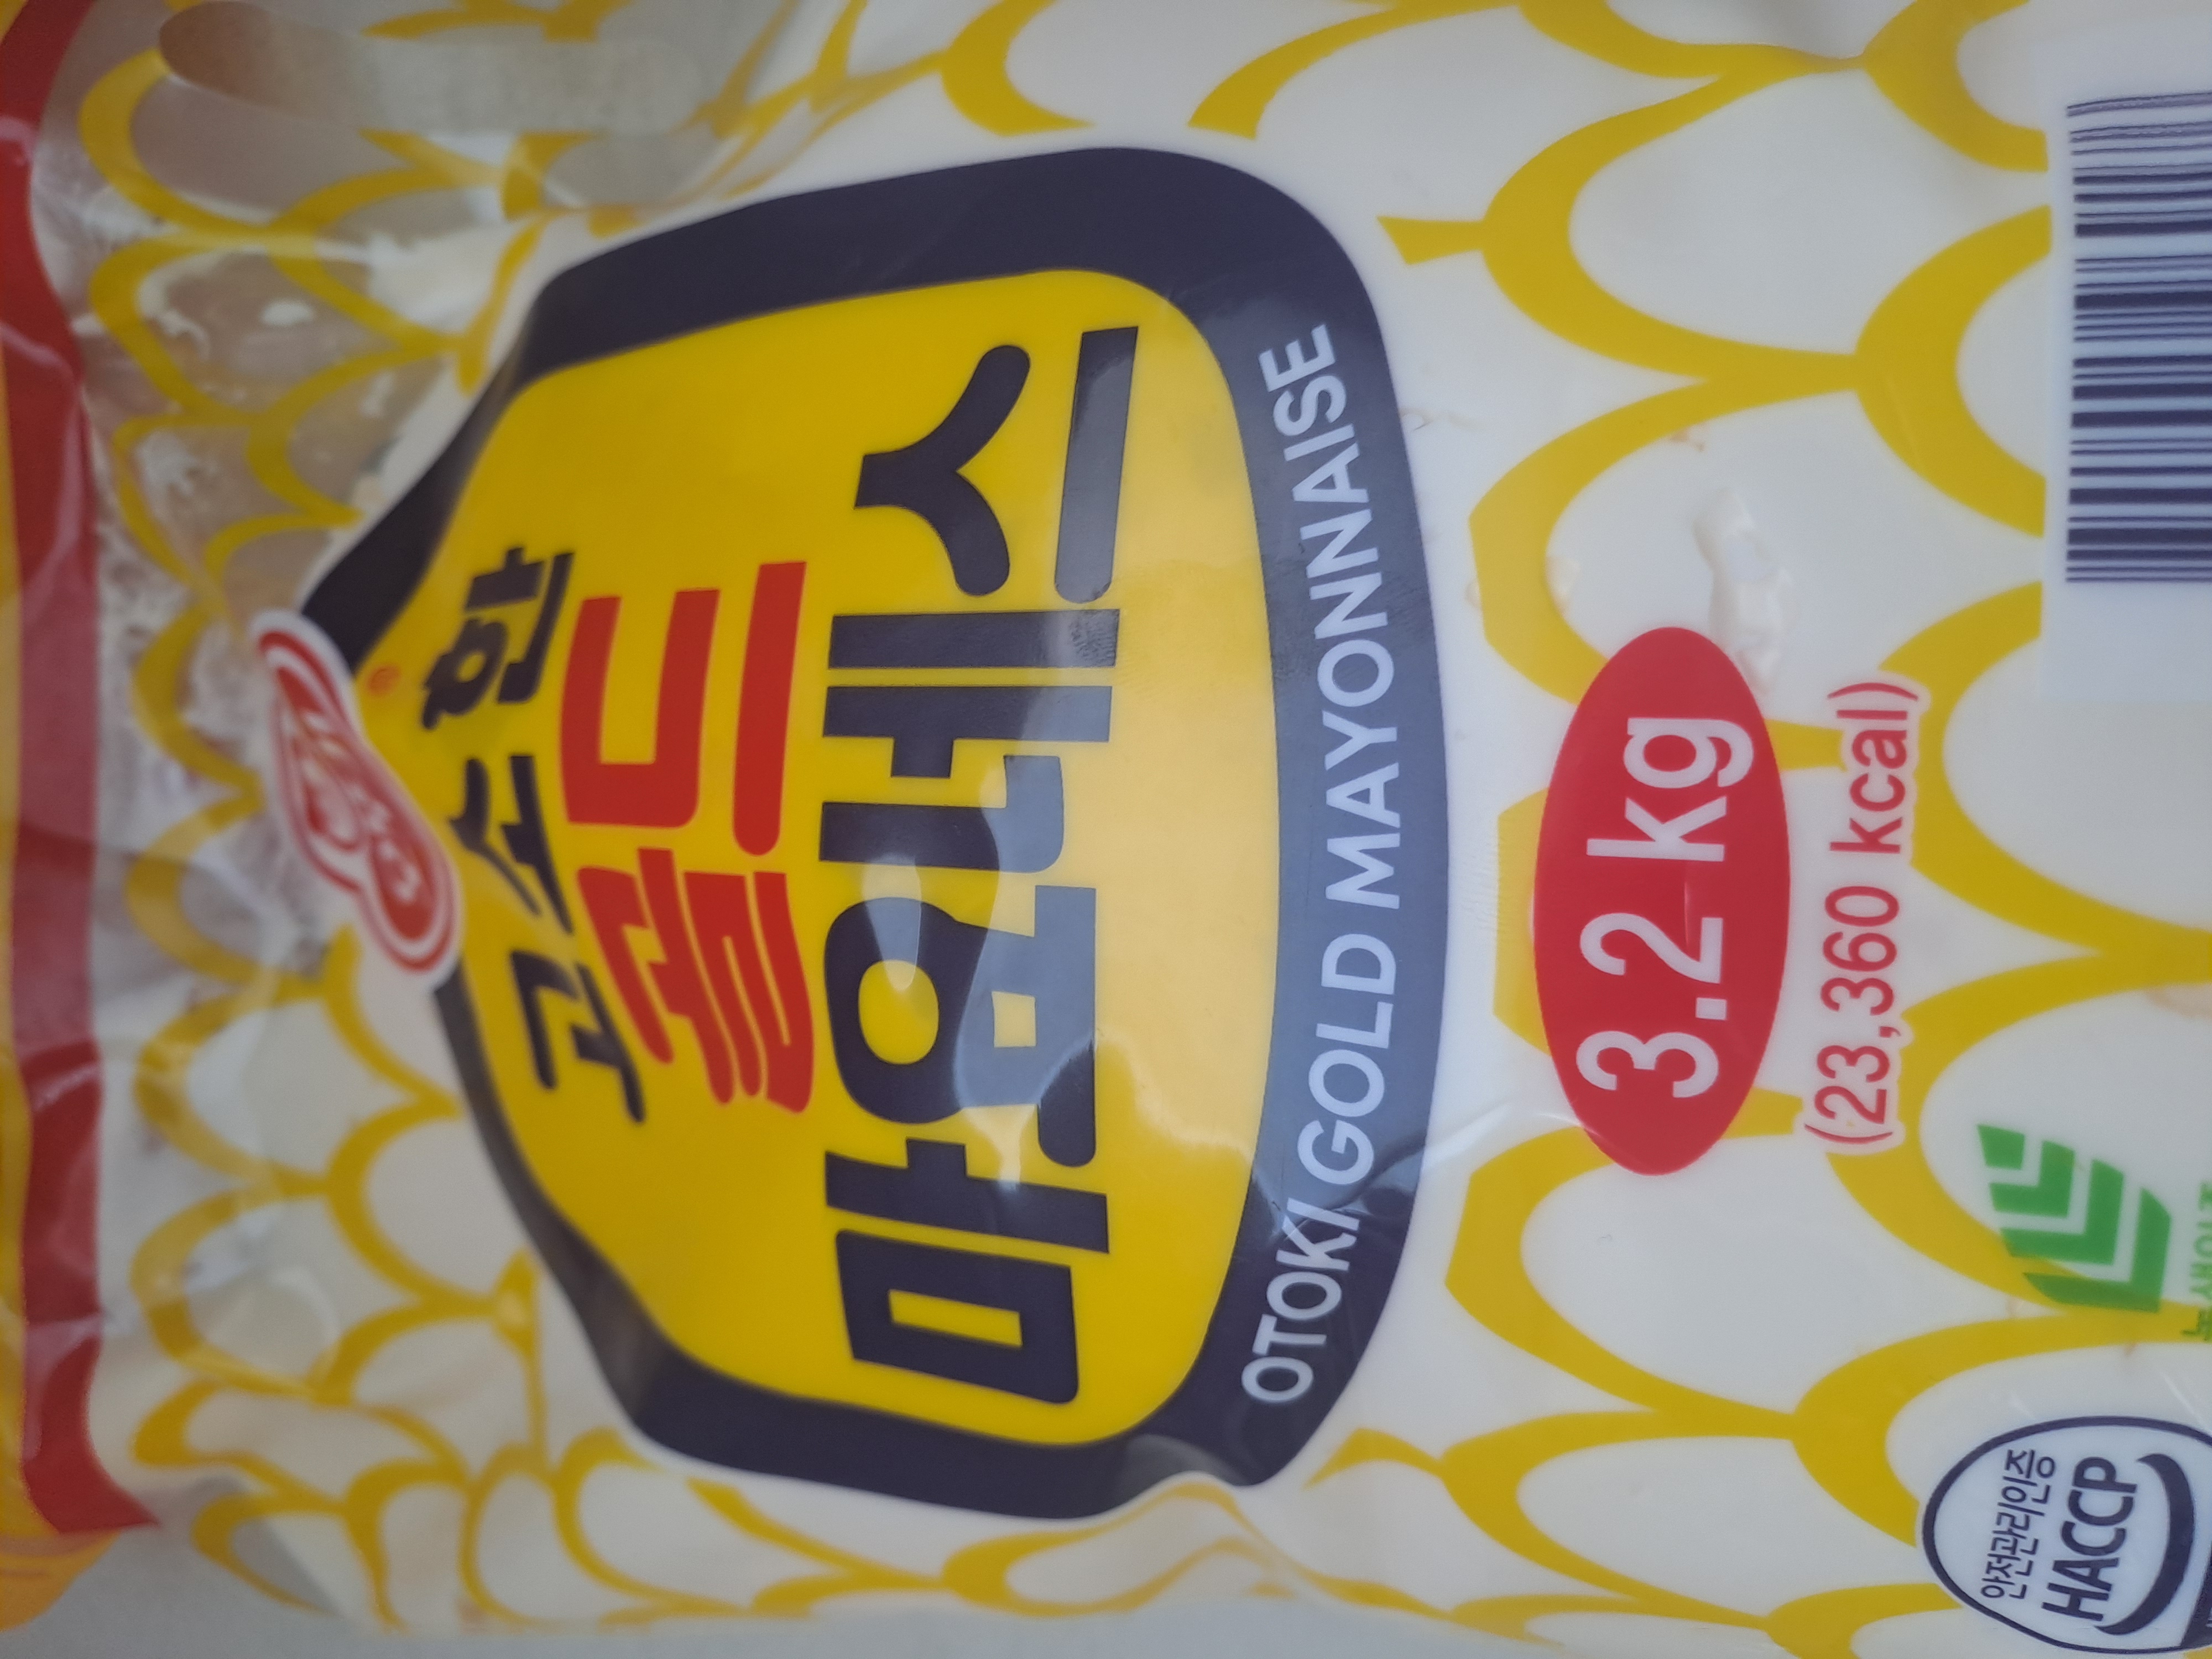 고소한
골드
마요네스
OTOKI GOLD MAYONNAISE
3.2 kg
(23,360 kcal)
안전관리인증
HACCP